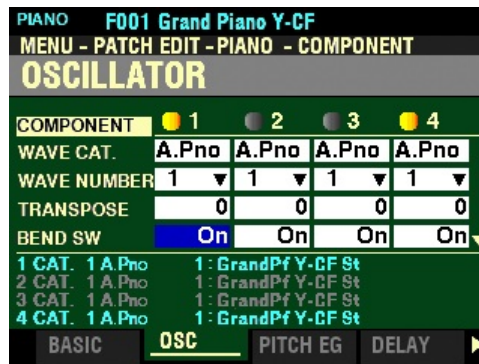 PIANO F001 Grand Piano Y-CF
MENU - PATCH EDIT - PIANO - COMPONENT
OSCILLATOR
COMPONENT 1 2 3 4
WAVE CAT. A.Pno A.Pno A.Pno A.Pno
WAVE NUMBER 1 ▼ 1 ▼ 1 ▼ 1 ▼
TRANSPOSE 0 0 0 0
BEND SW On On On On
1 CAT. 1 A.Pno 1: GrandPf Y-CF St
2 CAT. 1 A.Pno 1: GrandPf Y-CF St
3 CAT. 1 A.Pno 1: GrandPf Y-CF St
4 CAT. 1 A.Pno 1: GrandPf Y-CF St
BASIC OSC PITCH EG DELAY